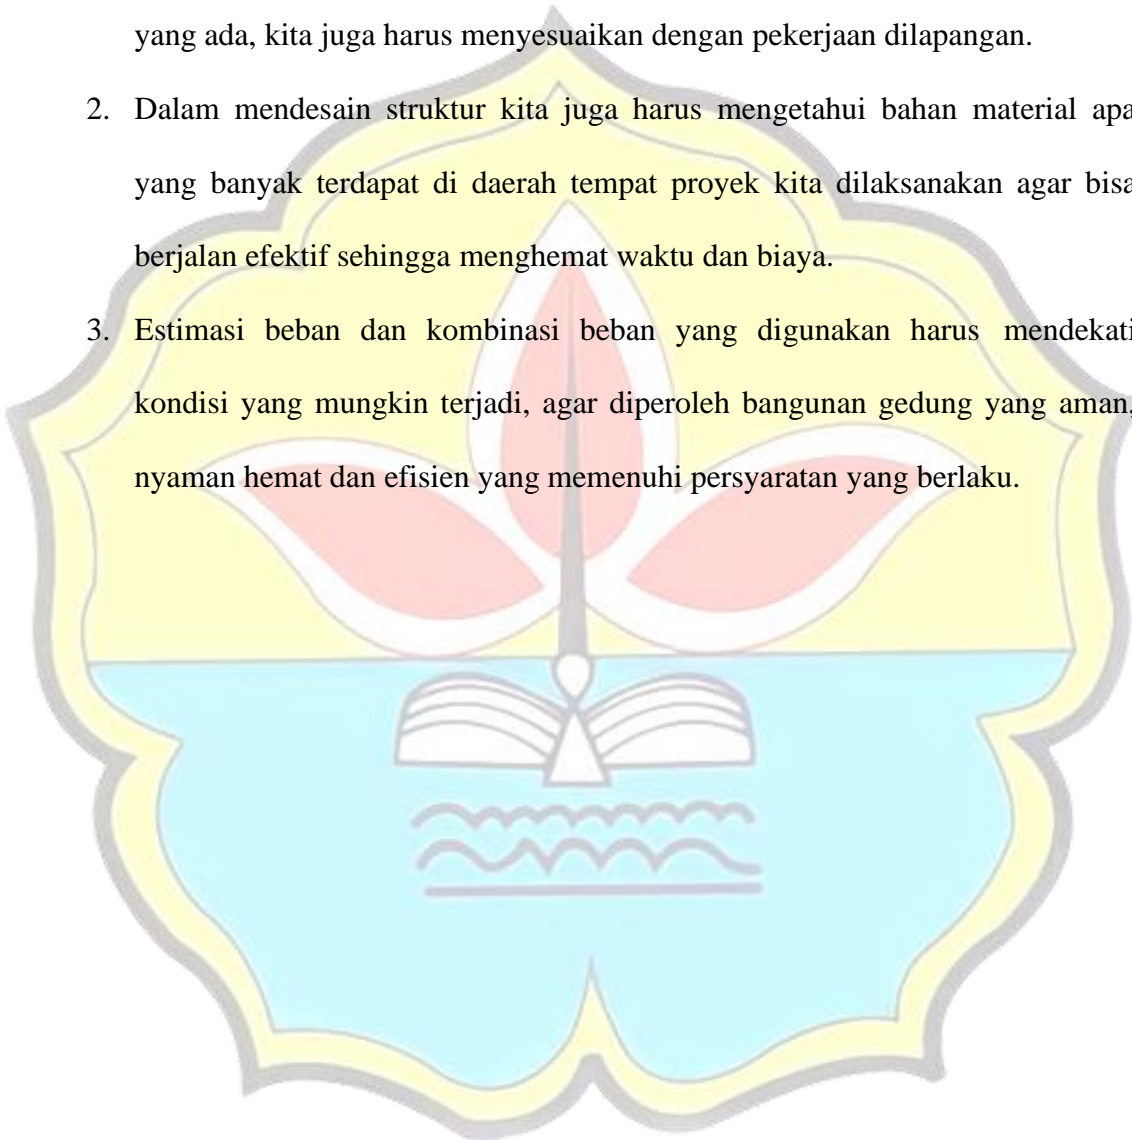 yang ada, kita juga harus menyesuaikan dengan pekerjaan dilapangan.
2. Dalam mendesain struktur kita juga harus mengetahui bahan material apa
yang banyak terdapat di daerah tempat proyek kita dilaksanakan agar bisa
berjalan efektif sehingga menghemat waktu dan biaya.
3. Estimasi beban dan kombinasi beban yang digunakan harus mendekati
kondisi yang mungkin terjadi, agar diperoleh bangunan gedung yang aman,
nyaman hemat dan efisien yang memenuhi persyaratan yang berlaku.